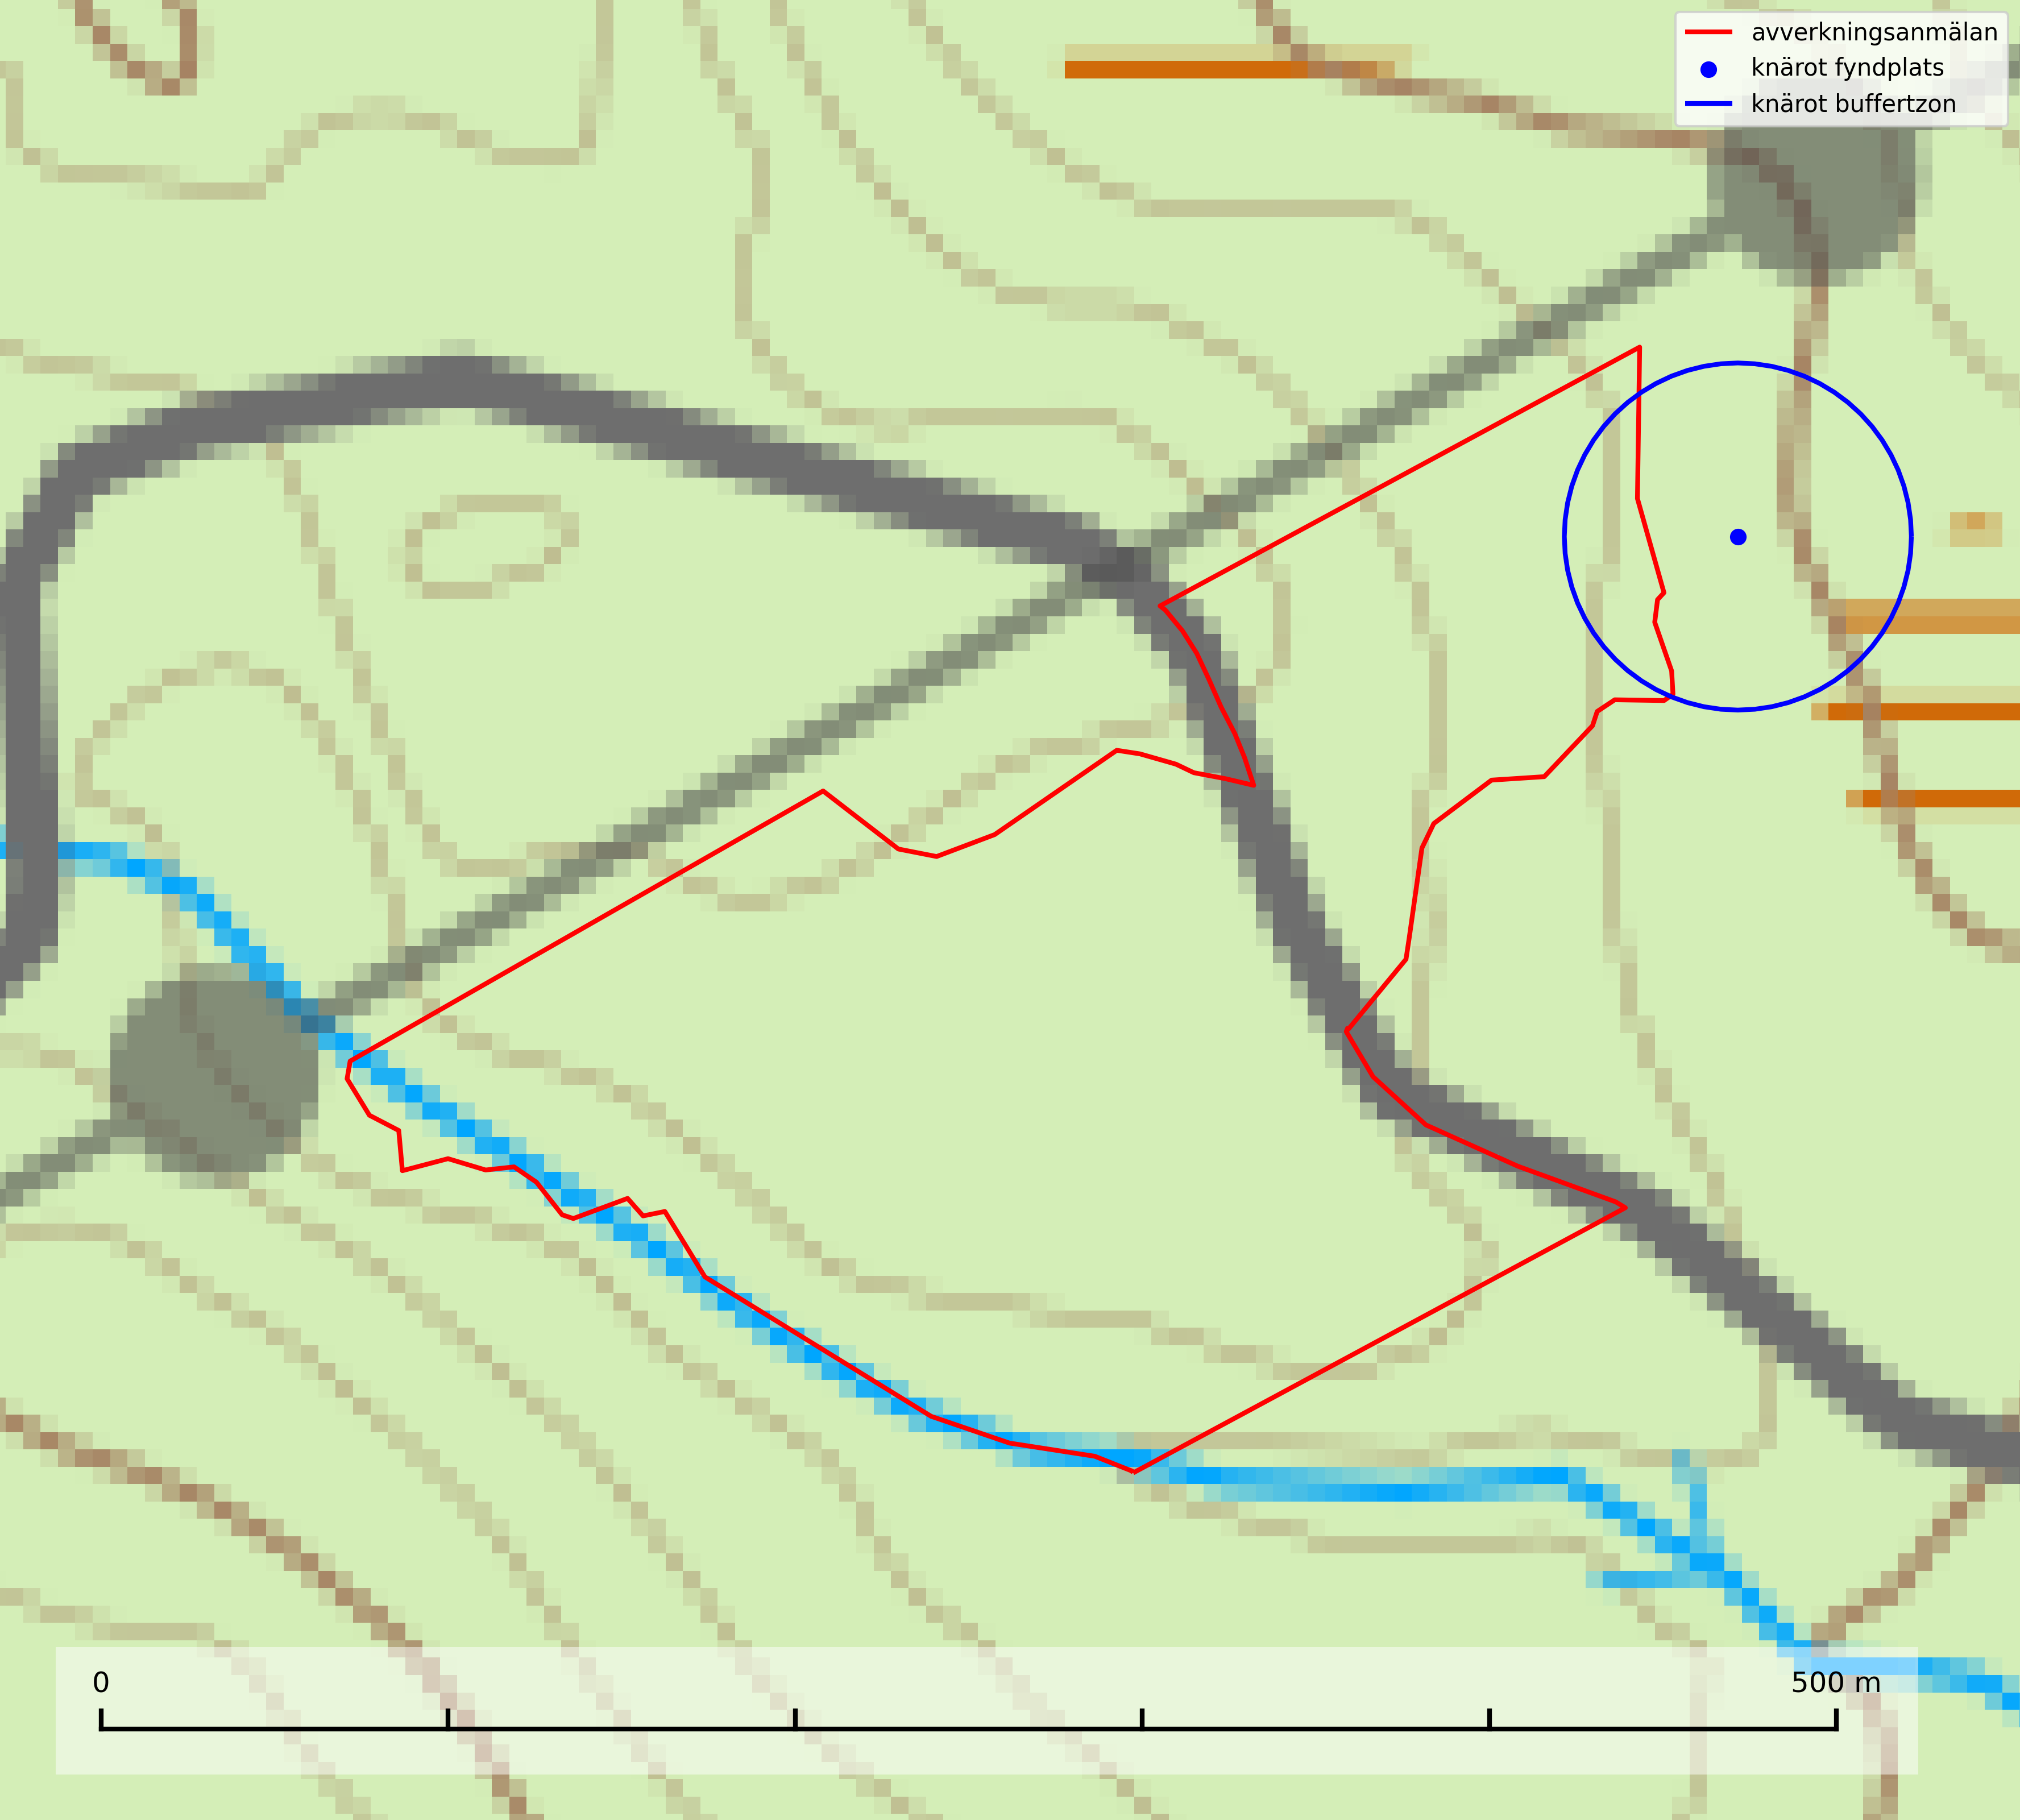 avverkningsanmälan
knärot fyndplats
knärot buffertzon
0
500 m